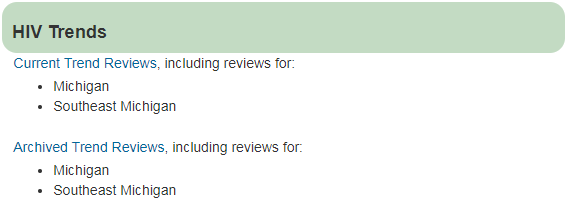 HIV Trends
Current Trend Reviews, including reviews for:
Michigan
Southeast Michigan
Archived Trend Reviews, including reviews for:
Michigan
Southeast Michigan